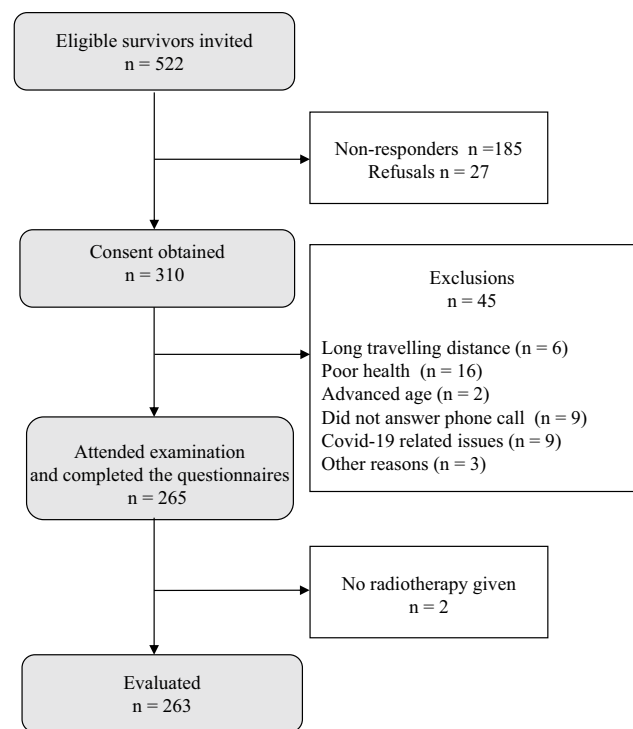 Eligible survivors invited
n = 522
Non-responders n =185
Refusals n = 27
Consent obtained
n = 310
Exclusions
n = 45
Long travelling distance (n = 6)
Poor health (n = 16)
Advanced age (n = 2)
Did not answer phone call (n = 9)
Covid-19 related issues (n = 9)
Other reasons (n = 3)
Attended examination
and completed the questionnaires
n = 265
No radiotherapy given
n = 2
Evaluated
n = 263